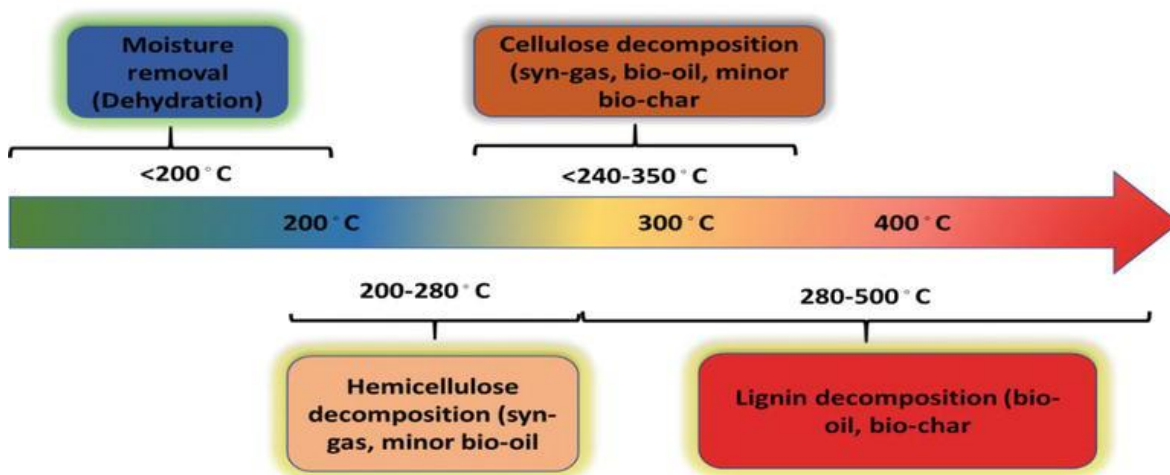 Moisture
removal
(Dehydration)
Cellulose decomposition
(syn-gas, bio-oil, minor
bio-char
<200°C
<240-350°C
200°C
300°C
400°C
200-280°C
280-500°C
Hemicellulose
decomposition (syn-
gas, minor bio-oil
Lignin decomposition (bio-
oil, bio-char